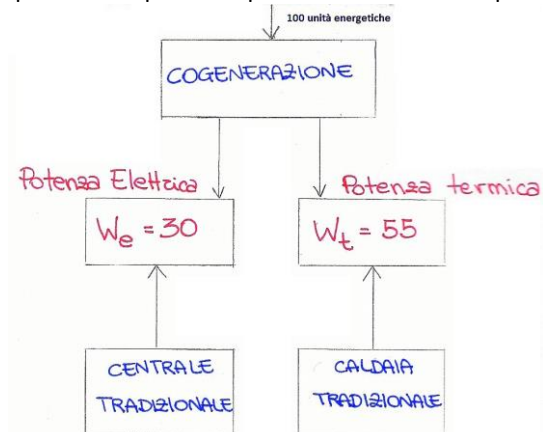 100 unità energetiche
COGENERAZIONE
Potenza Elettrica
Potenza termica
We = 30
Wt = 55
CENTRALE
TRADIZIONALE
CALDAIA
TRADIZIONALE